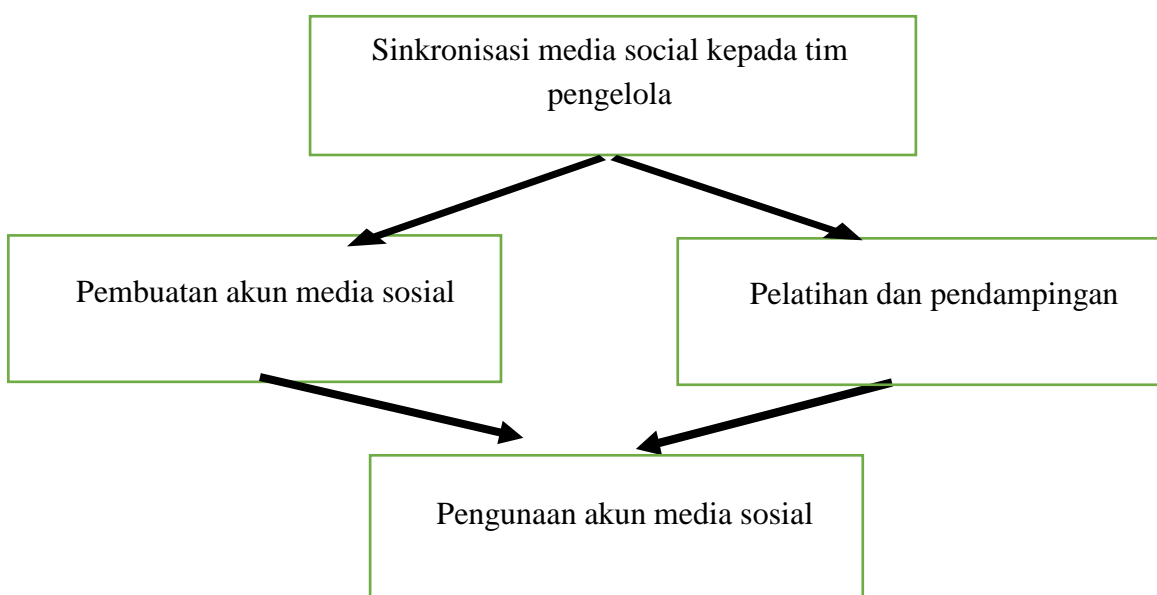 Sinkronisasi media social kepada tim
pengelola
Pembuatan akun media sosial
Pelatihan dan pendampingan
Pengunaan akun media sosial